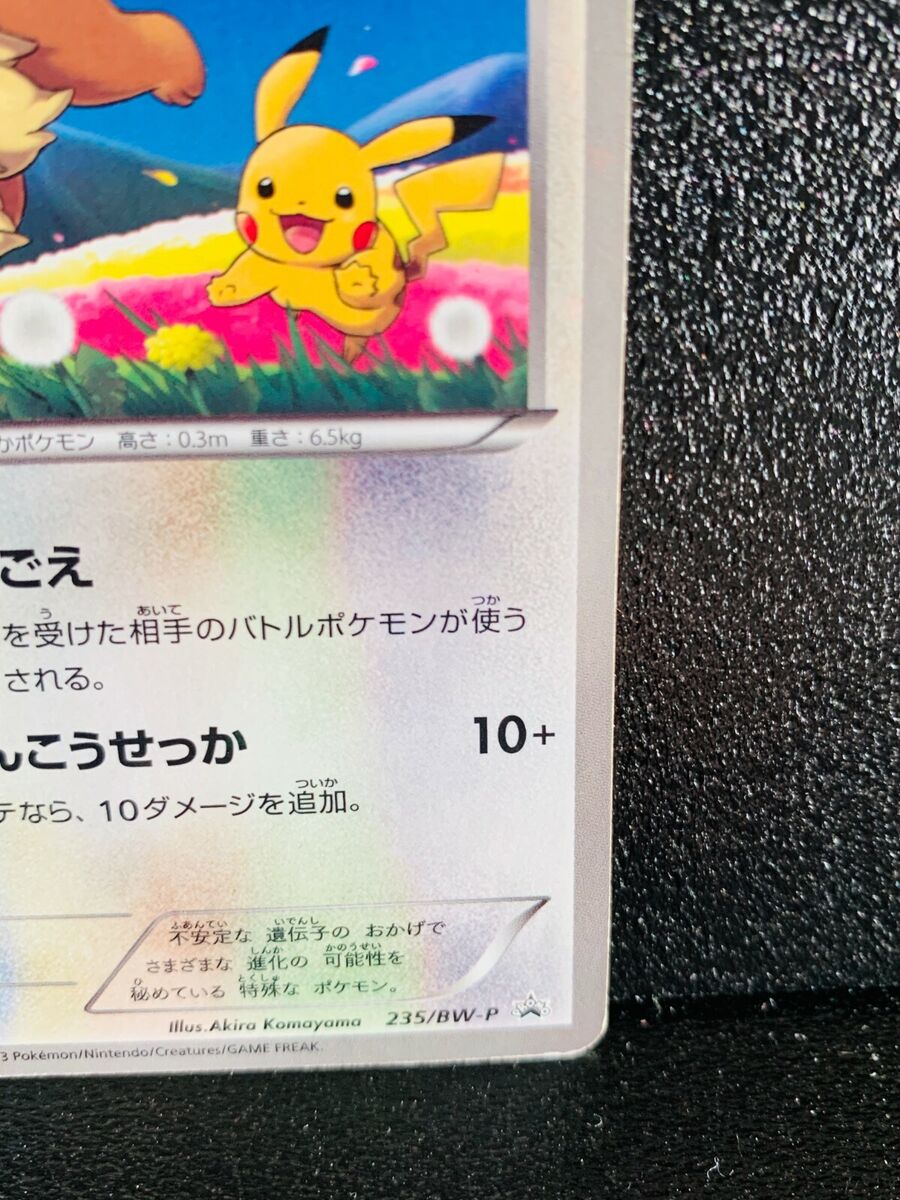 かポケモン 高さ:0.3m 重さ:6.5kg
ごえ
を受けた相手のバトルポケモンが使う
される。
んこうせっか 10+
テなら、10ダメージを追加。
不安定な 遺伝子の おかげで
さまざまな 進化の 可能性を
秘めている 特殊な ポケモン。
Illus.Akira Komayama 235/BW-P
3 Pokémon/Nintendo/Creatures/GAME FREAK.